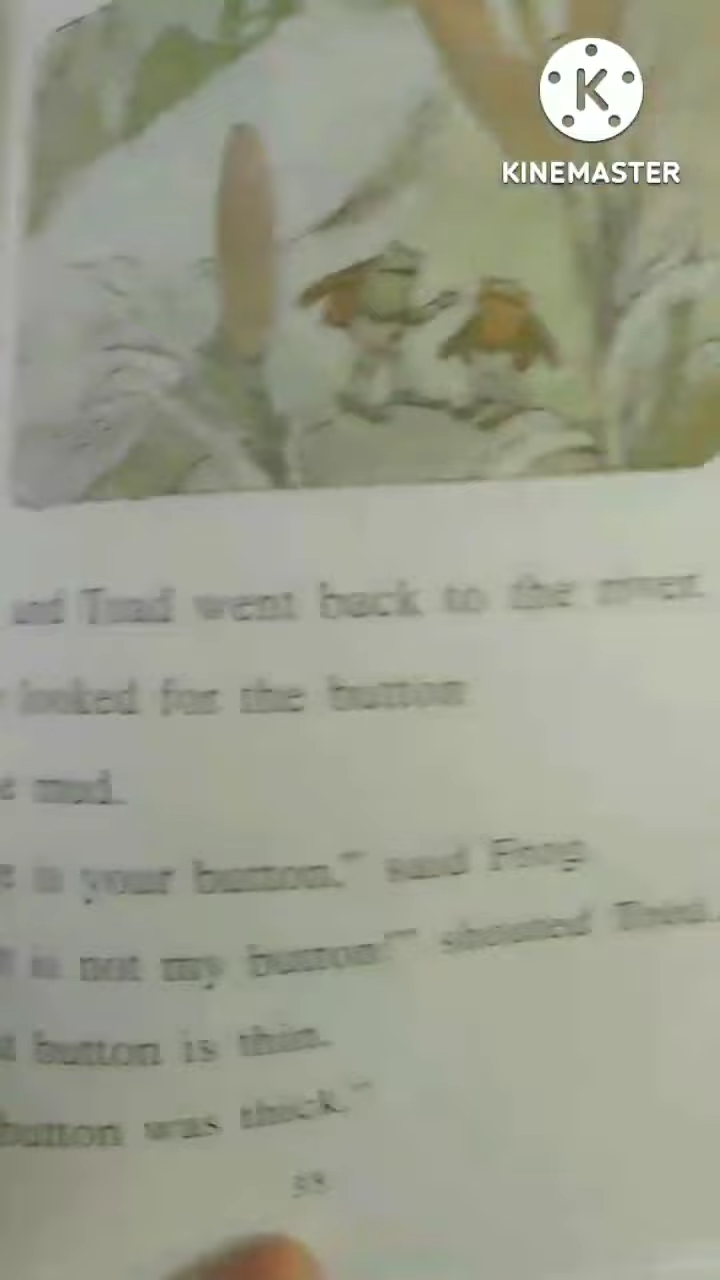 K
KINEMASTER
and Toad went back to the river.
looked for the button
mud.
is your button," said Frog.
is not my button!" shouted Toad.
button is thin.
button was thick."